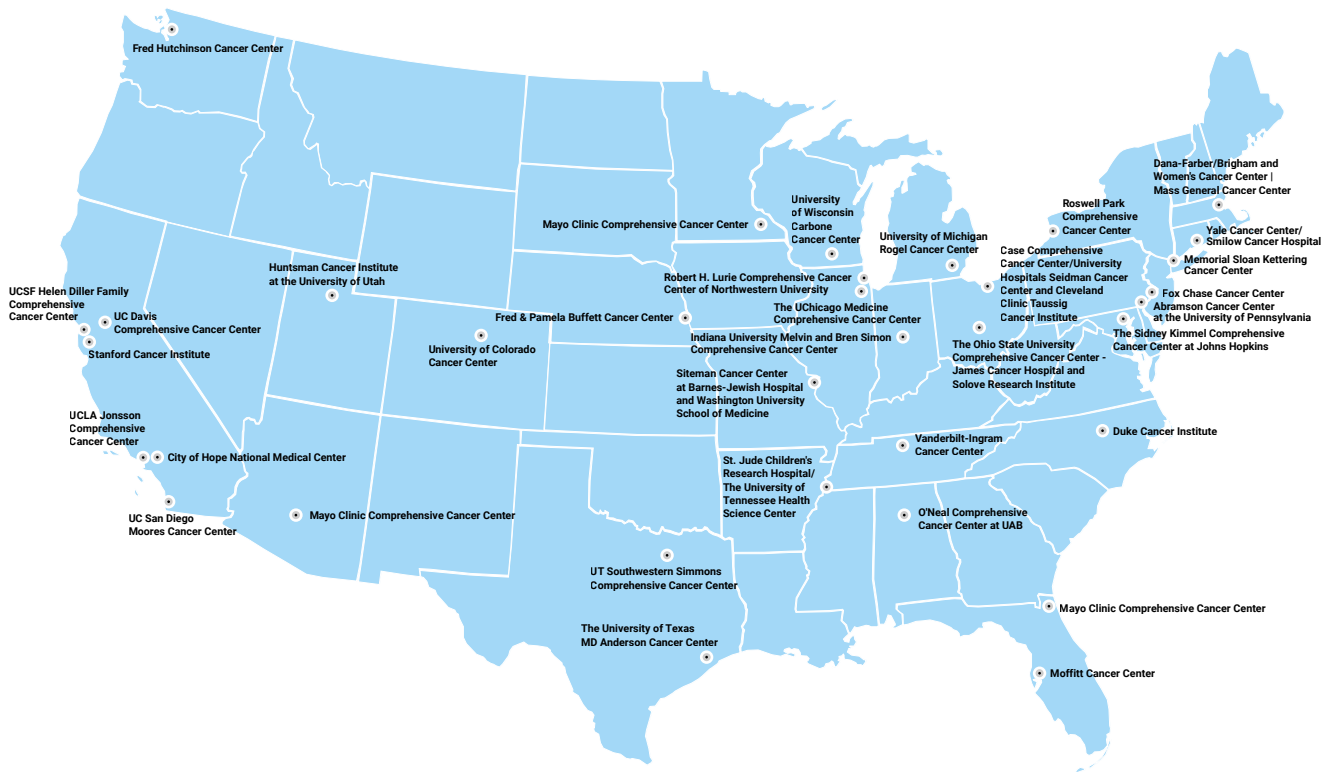 Fred Hutchinson Cancer Center
Dana-Farber/Brigham and
Women's Cancer Center |
Mass General Cancer Center
Roswell Park
Comprehensive
Cancer Center
University
of Wisconsin
Carbone
Cancer Center
Mayo Clinic Comprehensive Cancer Center
University of Michigan
Rogel Cancer Center
Yale Cancer Center/
Smilow Cancer Hospital
Memorial Sloan Kettering
Cancer Center
Case Comprehensive
Cancer Center/University
Hospitals Seidman Cancer
Center and Cleveland
Clinic Taussig
Cancer Institute
Huntsman Cancer Institute
at the University of Utah
Robert H. Lurie Comprehensive Cancer
Center of Northwestern University
UCSF Helen Diller Family
Comprehensive
Cancer Center
UC Davis
Comprehensive Cancer Center
Stanford Cancer Institute
Fox Chase Cancer Center
Abramson Cancer Center
at the University of Pennsylvania
The UChicago Medicine
Comprehensive Cancer Center
Fred & Pamela Buffett Cancer Center
The Sidney Kimmel Comprehensive
Cancer Center at Johns Hopkins
Indiana University Melvin and Bren Simon
Comprehensive Cancer Center
University of Colorado
Cancer Center
The Ohio State University
Comprehensive Cancer Center -
James Cancer Hospital and
Solove Research Institute
Siteman Cancer Center
at Barnes-Jewish Hospital
and Washington University
School of Medicine
UCLA Jonsson
Comprehensive
Cancer Center
City of Hope National Medical Center
Duke Cancer Institute
Vanderbilt-Ingram
Cancer Center
St. Jude Children's
Research Hospital/
The University of
Tennessee Health
Science Center
UC San Diego
Moores Cancer Center
Mayo Clinic Comprehensive Cancer Center
O'Neal Comprehensive
Cancer Center at UAB
UT Southwestern Simmons
Comprehensive Cancer Center
Mayo Clinic Comprehensive Cancer Center
The University of Texas
MD Anderson Cancer Center
Moffitt Cancer Center